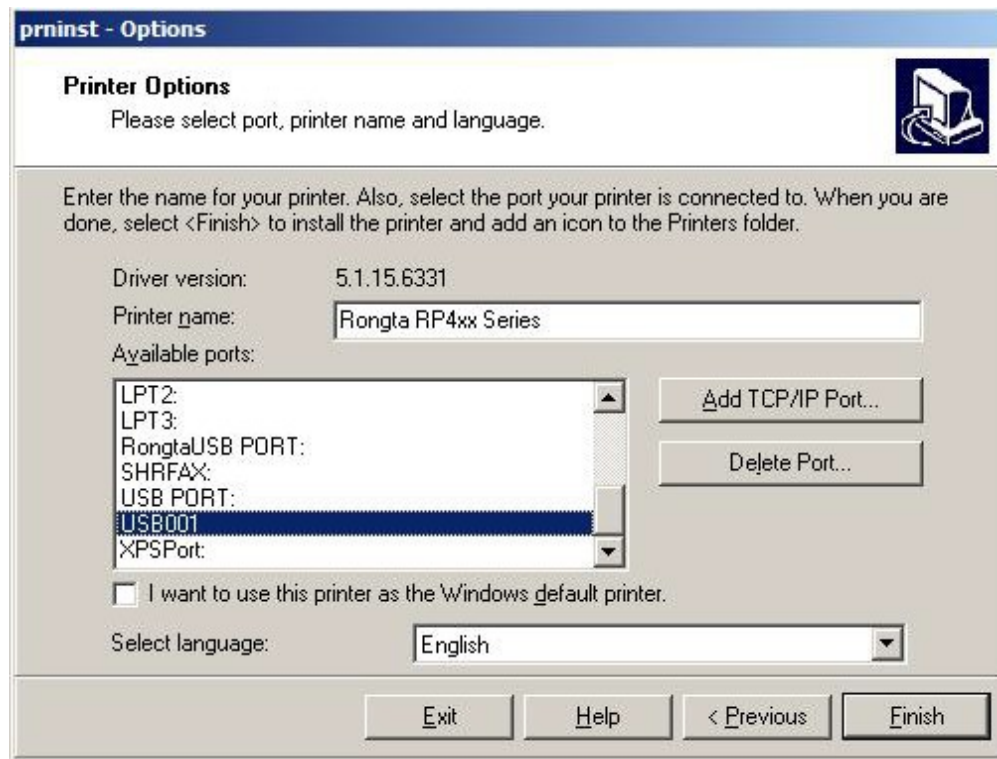 prninst - Options
Printer Options
Please select port, printer name and language.
Enter the name for your printer. Also, select the port your printer is connected to. When you are
done, select <Finish> to install the printer and add an icon to the Printers folder.
Driver version: 5.1.15.6331
Printer name: Rongta RP4xx Series
Available ports:
LPT2:
LPT3:
RongtaUSB PORT:
SHRFAX:
USB PORT:
USB001
XPSPort:
Add TCP/IP Port...
Delete Port...
I want to use this printer as the Windows default printer.
Select language: English
Exit Help < Previous Finish